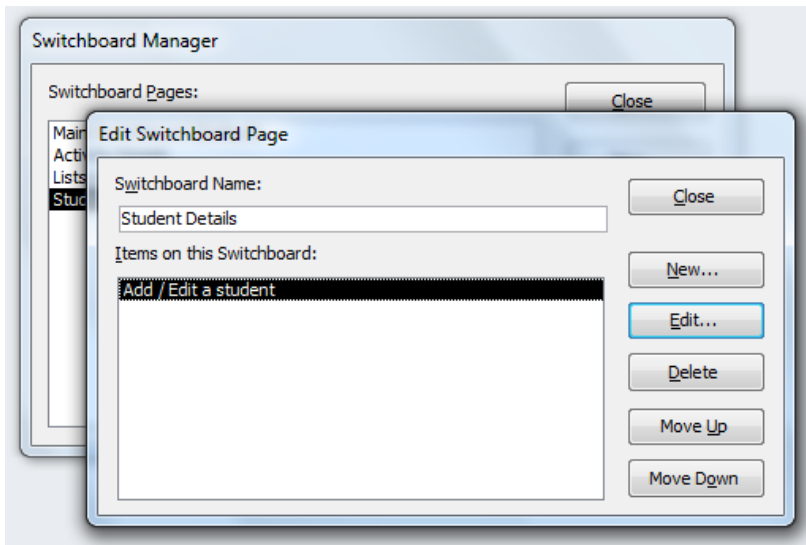 Switchboard Manager
Switchboard Pages:
Close
Main
Activ
Lists
Stud
Edit Switchboard Page
Switchboard Name:
Close
Student Details
Items on this Switchboard:
New...
Add / Edit a student
Edit...
Delete
Move Up
Move Down